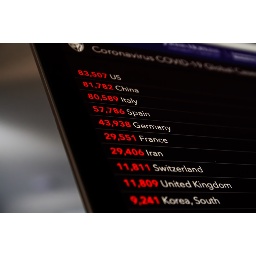 Coronavirus COVID-19 Global Cases
83,507 US
81,782 China
80,589 Italy
57,786 Spain
43,938 Germany
29,551 France
29,406 Iran
11,811 Switzerland
11,809 United Kingdom
9,241 Korea, South